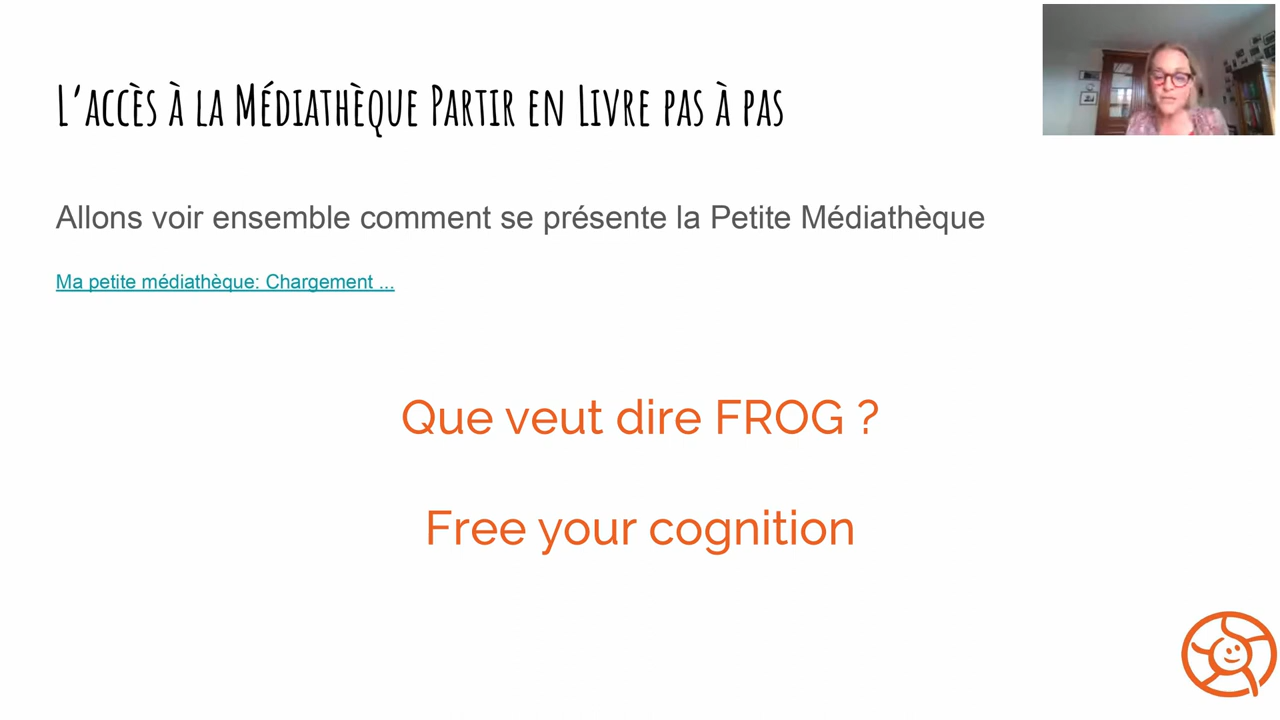 L’accès à la Médiathèque Partir en Livre pas à pas
Allons voir ensemble comment se présente la Petite Médiathèque
Ma petite médiathèque: Chargement ...
Que veut dire FROG ?
Free your cognition